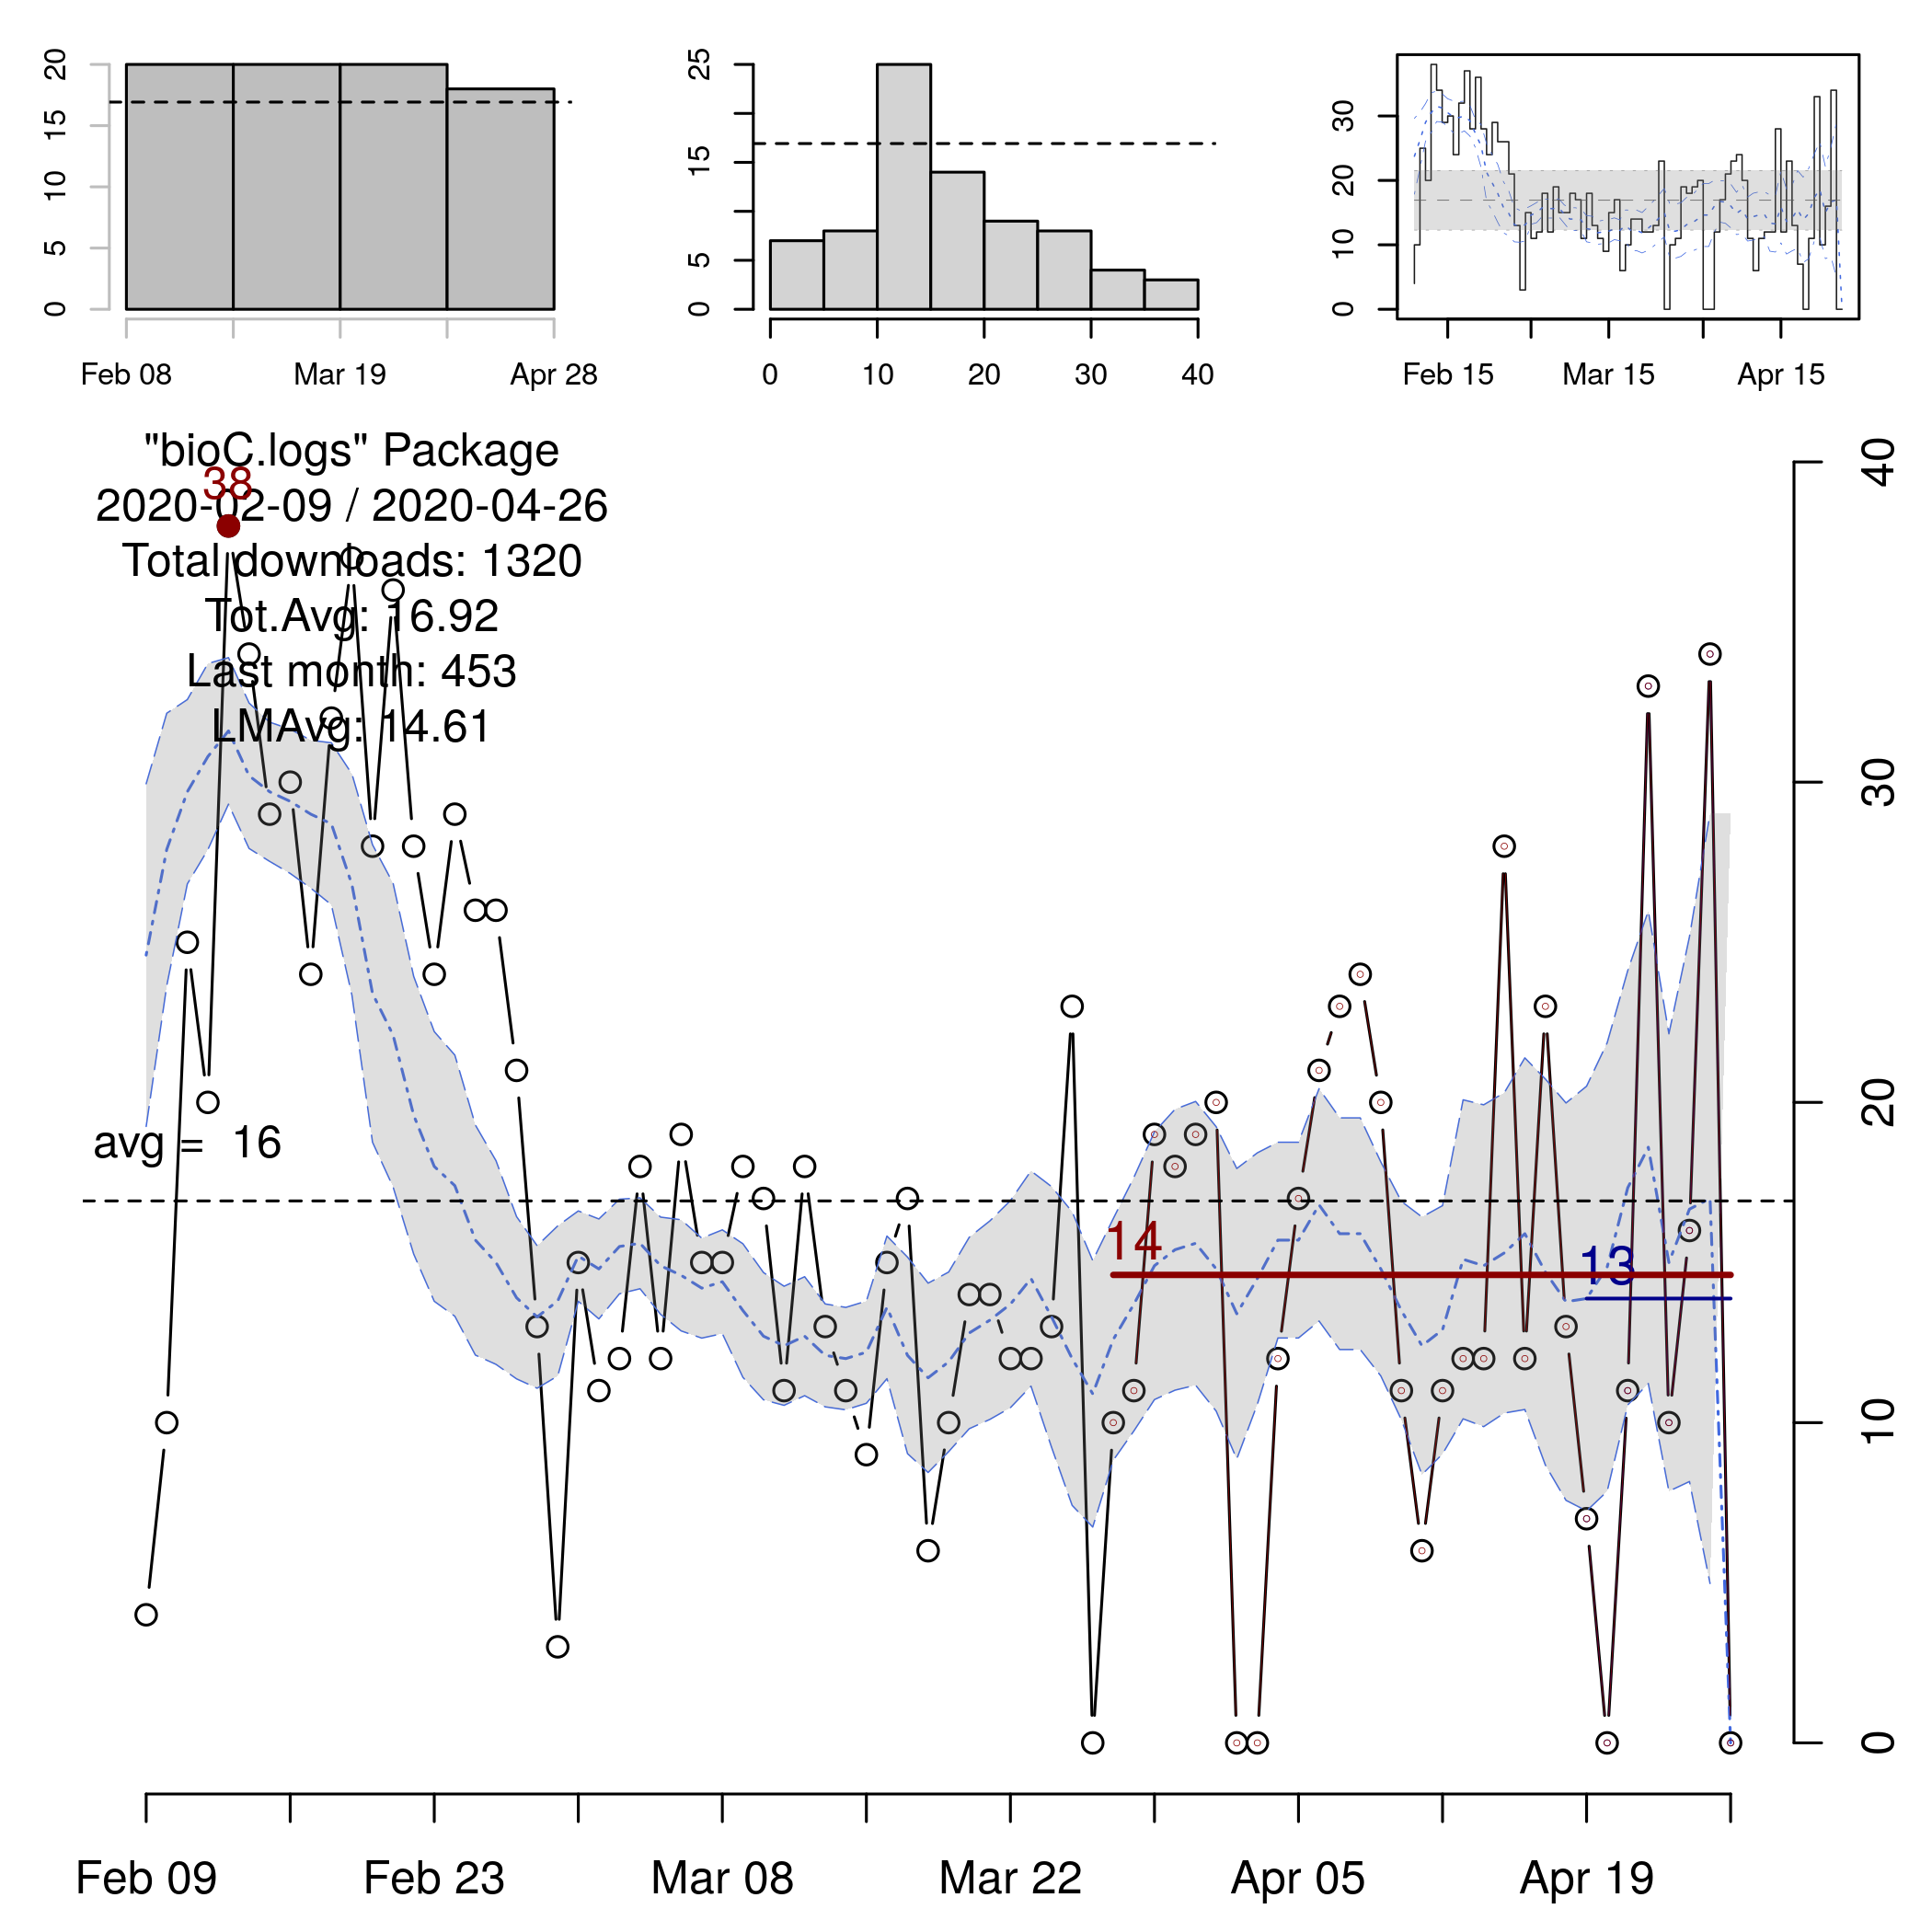 20
15
10
5
0
Feb 08 Mar 19 Apr 28
25
15
5
0
0 10 20 30 40
30
20
10
0
Feb 15 Mar 15 Apr 15
"bioC.logs" Package
38
2020-02-09 / 2020-04-26
Total downloads: 1320
Tot.Avg: 16.92
Last month: 453
LMAvg: 14.61
avg = 16
14
13
40
30
20
10
0
Feb 09 Feb 23 Mar 08 Mar 22 Apr 05 Apr 19